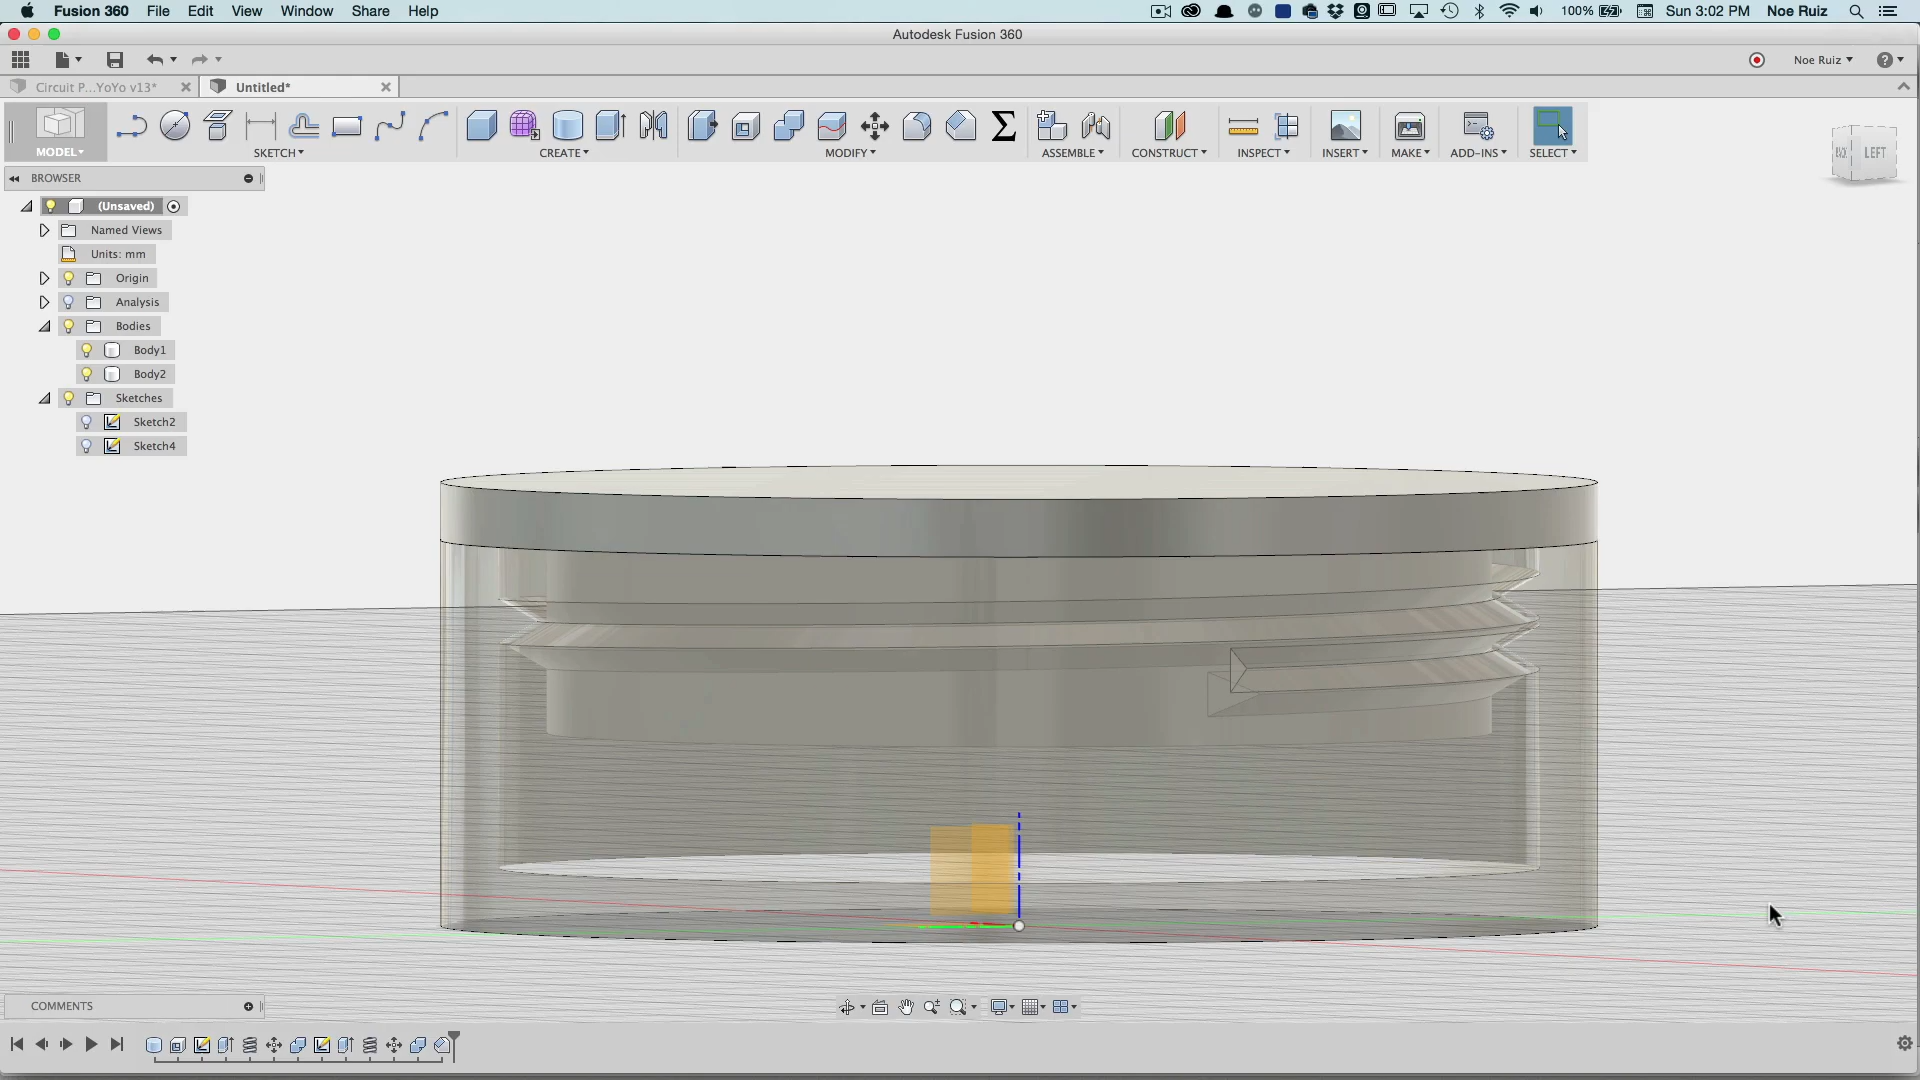 Fusion 360 File Edit View Window Share Help 100% Sun 3:02 PM Noe Ruiz
Autodesk Fusion 360
Noe Ruiz
Circuit P...YoYo v13* Untitled*
MODEL SKETCH CREATE MODIFY ASSEMBLE CONSTRUCT INSPECT INSERT MAKE ADD-INS SELECT
BACK LEFT
BROWSER
(Unsaved)
Named Views
Units: mm
Origin
Analysis
Bodies
Body1
Body2
Sketches
Sketch2
Sketch4
COMMENTS